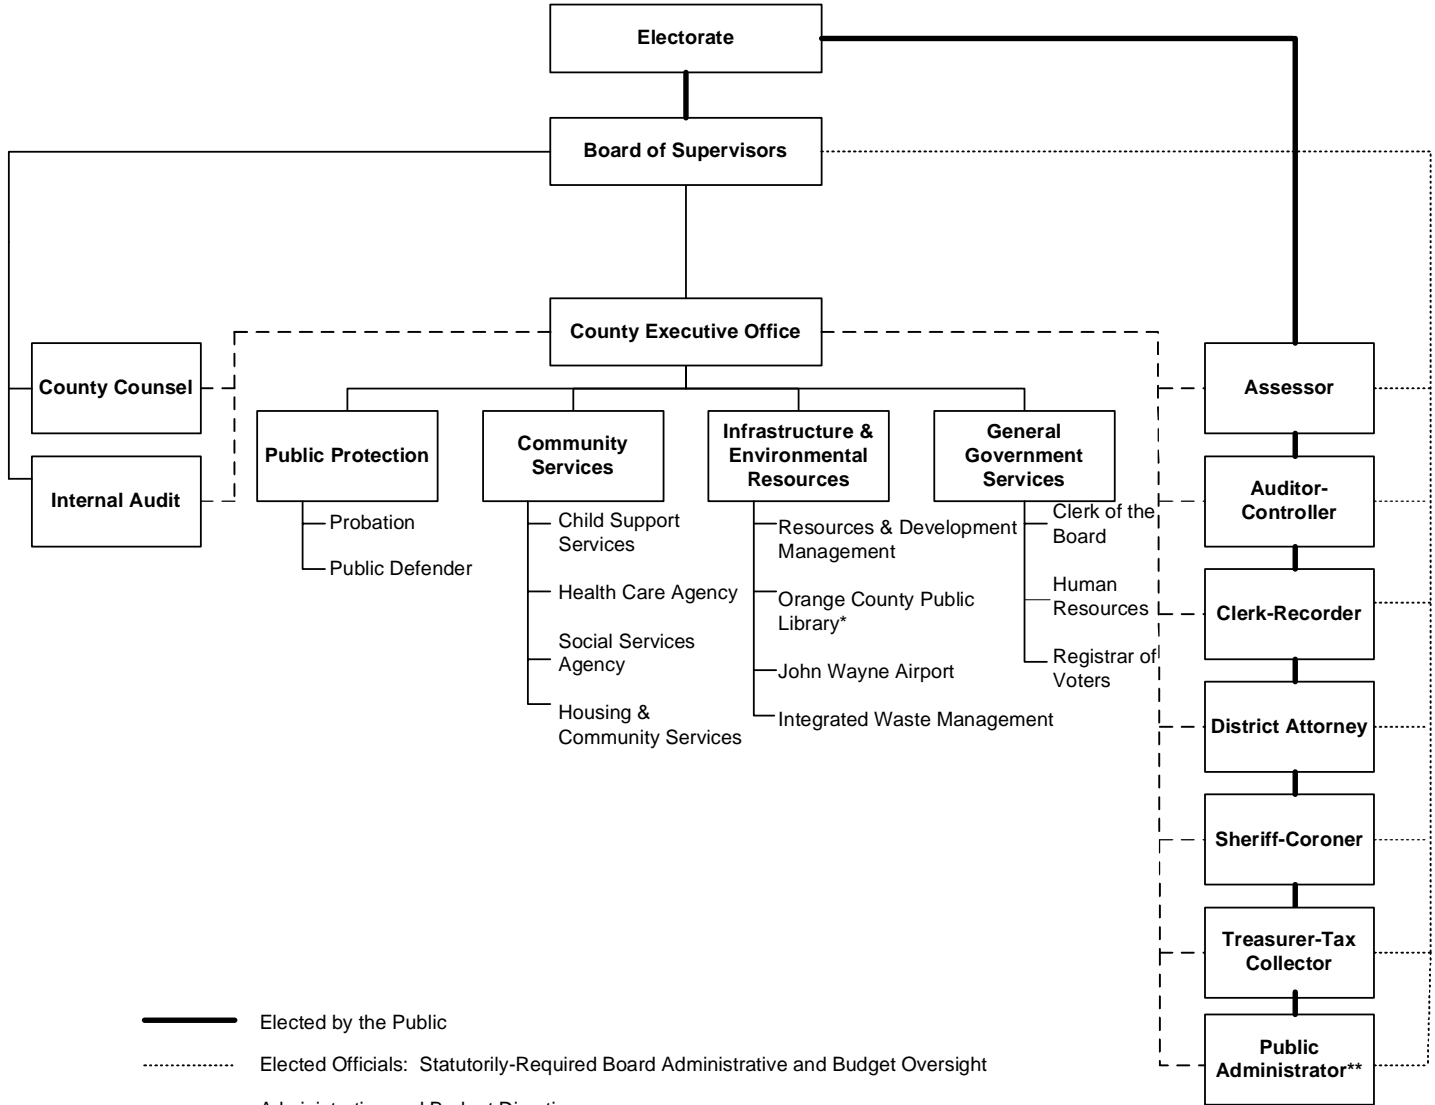 Electorate
Board of Supervisors
County Executive Office
County Counsel
Internal Audit
Public Protection
Probation
Public Defender
Community
Services
Child Support
Services
Health Care Agency
Social Services
Agency
Housing &
Community Services
Infrastructure &
Environmental
Resources
Resources & Development
Management
Orange County Public
Library*
John Wayne Airport
Integrated Waste Management
General
Government
Services
Clerk of the
Board
Human
Resources
Registrar of
Voters
Assessor
Auditor-
Controller
Clerk-Recorder
District Attorney
Sheriff-Coroner
Treasurer-Tax
Collector
Public
Administrator**
Elected by the Public
Elected Officials: Statutorily-Required Board Administrative and Budget Oversight